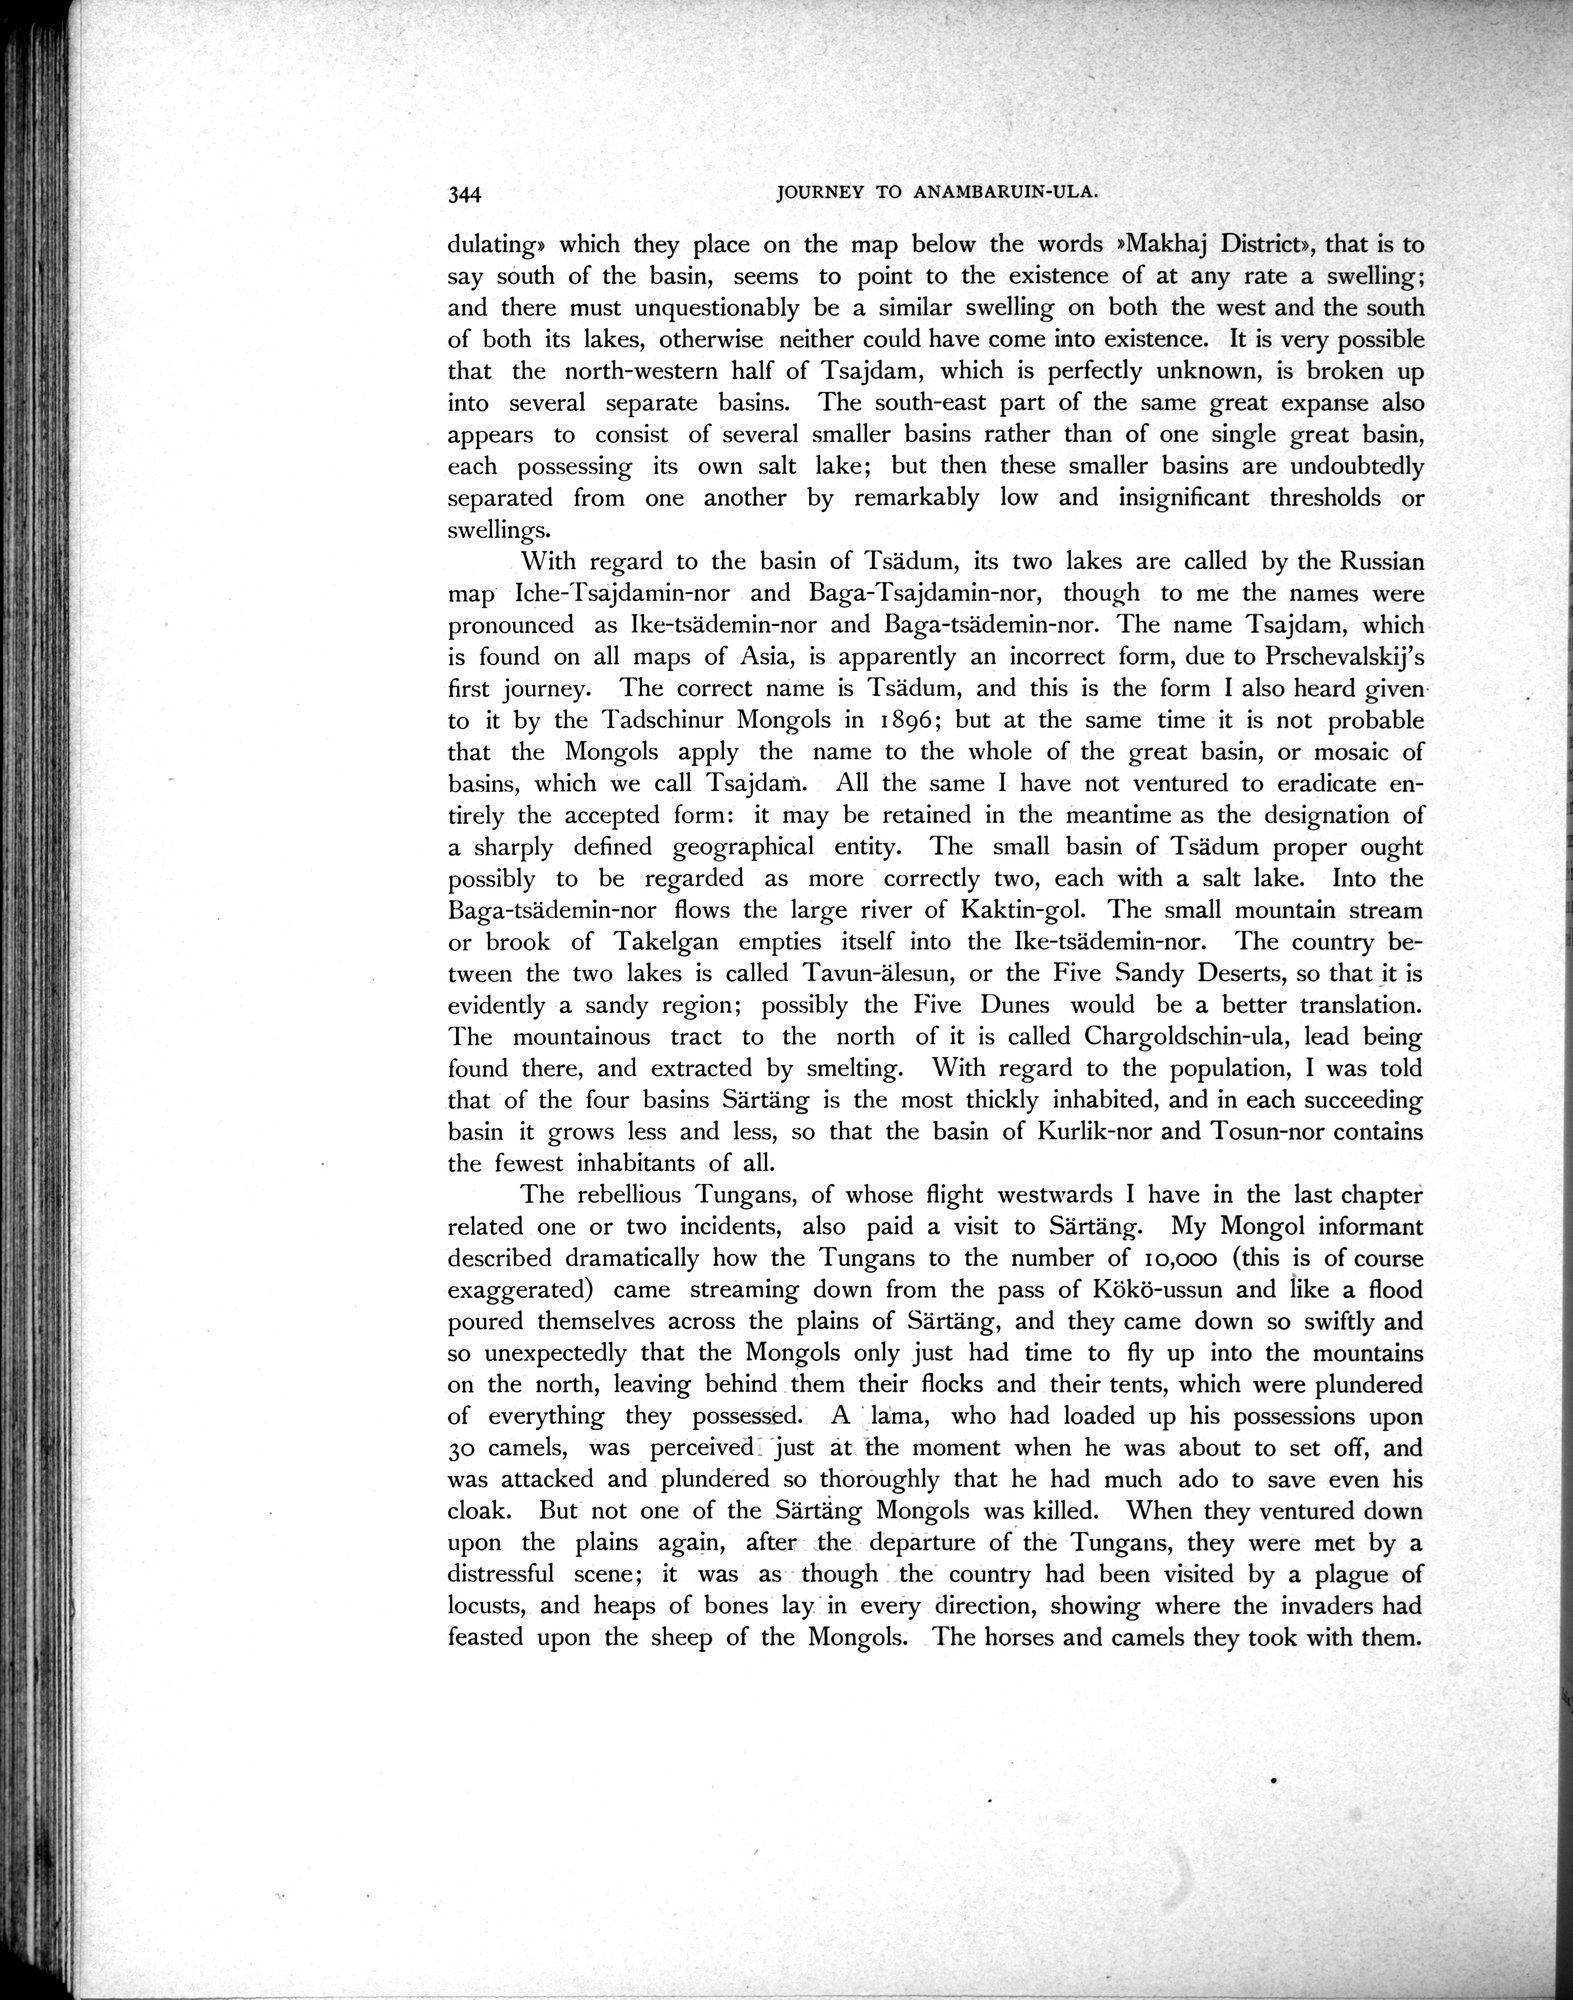 344
JOURNEY TO ANAMBARUIN-ULA.
dulating» which they place on the map below the words »Makhaj District», that is to
say south of the basin, seems to point to the existence of at any rate a swelling;
and there must unquestionably be a similar swelling on both the west and the south
of both its lakes, otherwise neither could have come into existence. It is very possible
that the north-western half of Tsajdam, which is perfectly unknown, is broken up
into several separate basins. The south-east part of the same great expanse also
appears to consist of several smaller basins rather than of one single great basin,
each possessing its own salt lake; but then these smaller basins are undoubtedly
separated from one another by remarkably low and insignificant thresholds or
swellings.
With regard to the basin of Tsädum, its two lakes are called by the Russian
map Iche-Tsajdamin-nor and Baga-Tsajdamin-nor, though to me the names were
pronounced as Ike-tsädemin-nor and Baga-tsädemin-nor. The name Tsajdam, which
is found on all maps of Asia, is apparently an incorrect form, due to Prschevalskij's
first journey. The correct name is Tsädum, and this is the form I also heard given
to it by the Tadschinur Mongols in 1896; but at the same time it is not probable
that the Mongols apply the name to the whole of the great basin, or mosaic of
basins, which we call Tsajdam. All the same I have not ventured to eradicate en-
tirely the accepted form: it may be retained in the meantime as the designation of
a sharply defined geographical entity. The small basin of Tsädum proper ought
possibly to be regarded as more correctly two, each with a salt lake. Into the
Baga-tsädemin-nor flows the large river of Kaktin-gol. The small mountain stream
or brook of Takelgan empties itself into the Ike-tsädemin-nor. The country be-
tween the two lakes is called Tavun-älesun, or the Five Sandy Deserts, so that it is
evidently a sandy region; possibly the Five Dunes would be a better translation.
The mountainous tract to the north of it is called Chargoldschin-ula, lead being
found there, and extracted by smelting. With regard to the population, I was told
that of the four basins Särtäng is the most thickly inhabited, and in each succeeding
basin it grows less and less, so that the basin of Kurlik-nor and Tosun-nor contains
the fewest inhabitants of all.
The rebellious Tungans, of whose flight westwards I have in the last chapter
related one or two incidents, also paid a visit to Särtäng. My Mongol informant
described dramatically how the Tungans to the number of 10,000 (this is of course
exaggerated) came streaming down from the pass of Kökö-ussun and like a flood
poured themselves across the plains of Särtäng, and they came down so swiftly and
so unexpectedly that the Mongols only just had time to fly up into the mountains
on the north, leaving behind them their flocks and their tents, which were plundered
of everything they possessed. A lama, who had loaded up his possessions upon
30 camels, was perceived just at the moment when he was about to set off, and
was attacked and plundered so thoroughly that he had much ado to save even his
cloak. But not one of the Särtäng Mongols was killed. When they ventured down
upon the plains again, after the departure of the Tungans, they were met by a
distressful scene; it was as though the country had been visited by a plague of
locusts, and heaps of bones lay in every direction, showing where the invaders had
feasted upon the sheep of the Mongols. The horses and camels they took with them.